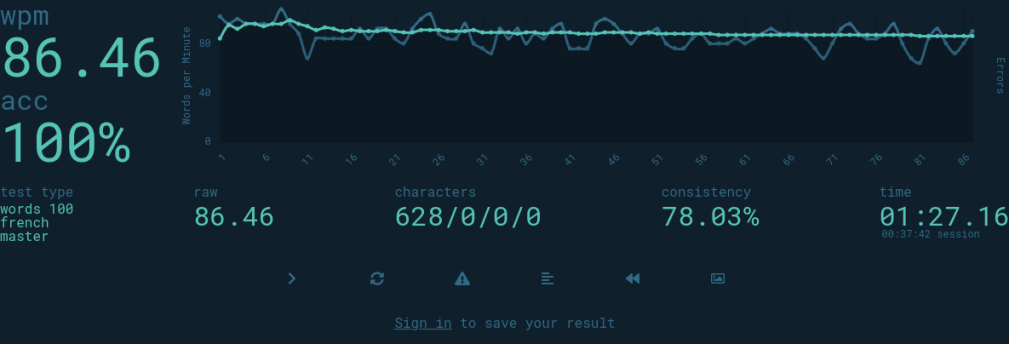 wpm
86.46
acc
100%
Words per Minute
80
40
0
1 6 11 16 21 26 31 36 41 46 51 56 61 66 71 76 81 86
Errors
test type
words 100
french
master
raw
86.46
characters
628/0/0/0
consistency
78.03%
time
01:27.16
00:37:42 session
Sign in to save your result